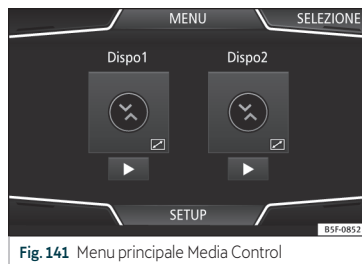 MENU SELEZIONE
Dispo1 Dispo2
SETUP
B5F-0852
Fig. 141 Menu principale Media Control